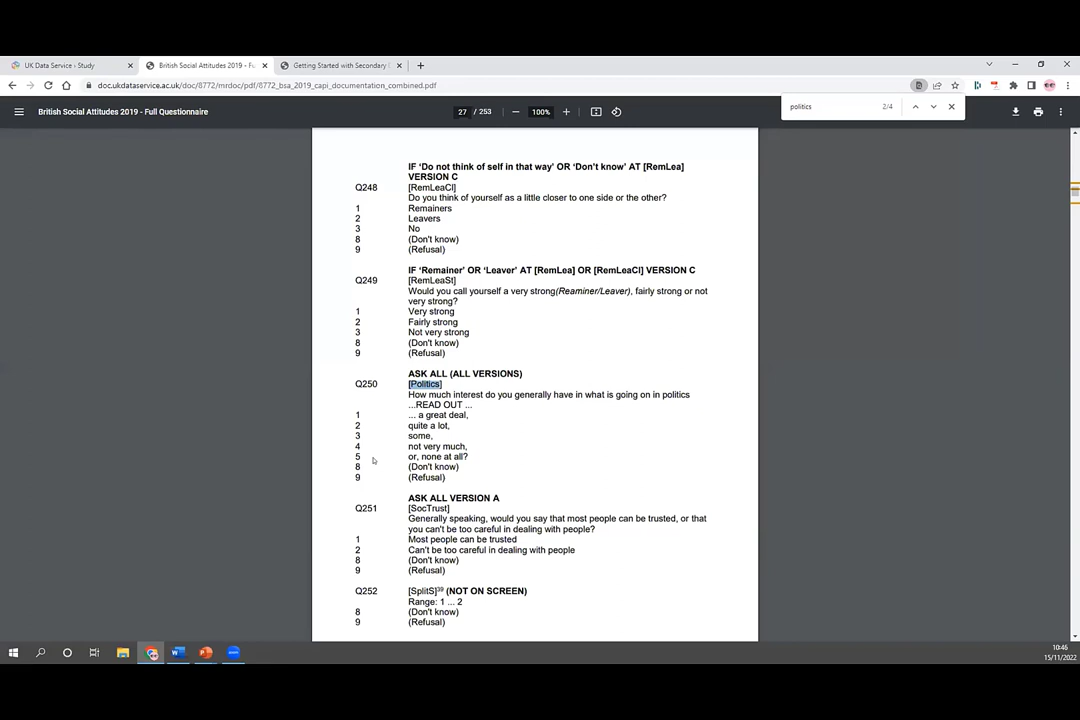 UK Data Service › Study
British Social Attitudes 2019 - Fu
Getting Started with Secondary
doc.ukdataservice.ac.uk/doc/8772/mrdoc/pdf/8772_bsa_2019_capi_documentation_combined.pdf
British Social Attitudes 2019 - Full Questionnaire
27 / 253
100%
politics
2/4
IF 'Do not think of self in that way' OR 'Don't know' AT [RemLea]
VERSION C
Q248 [RemLeaCl]
Do you think of yourself as a little closer to one side or the other?
1 Remainers
2 Leavers
3 No
8 (Don't know)
9 (Refusal)
IF 'Remainer' OR 'Leaver' AT [RemLea] OR [RemLeaCl] VERSION C
Q249 [RemLeaSt]
Would you call yourself a very strong(Reaminer/Leaver), fairly strong or not
very strong?
1 Very strong
2 Fairly strong
3 Not very strong
8 (Don't know)
9 (Refusal)
ASK ALL (ALL VERSIONS)
Q250 [Politics]
How much interest do you generally have in what is going on in politics
...READ OUT ...
1 ... a great deal,
2 quite a lot,
3 some,
4 not very much,
5 or, none at all?
8 (Don't know)
9 (Refusal)
ASK ALL VERSION A
Q251 [SocTrust]
Generally speaking, would you say that most people can be trusted, or that
you can't be too careful in dealing with people?
1 Most people can be trusted
2 Can't be too careful in dealing with people
8 (Don't know)
9 (Refusal)
Q252 [SplitS]39 (NOT ON SCREEN)
Range: 1 ... 2
8 (Don't know)
9 (Refusal)
10:46
15/11/2022